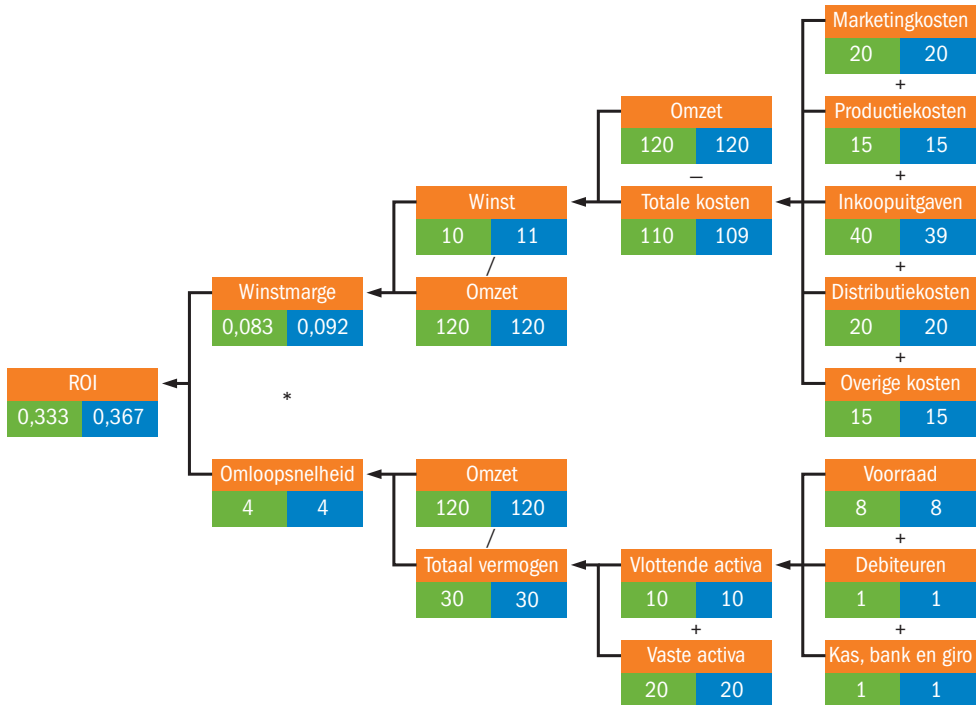 Marketingkosten
20 20
+
Omzet
120 120
–
Productiekosten
15 15
+
Winst
10 11
/
Totale kosten
110 109
Inkoopuitgaven
40 39
+
Winstmarge
0,083 0,092
Omzet
120 120
Distributiekosten
20 20
+
ROI
0,333 0,367
*
Overige kosten
15 15
Omloopsnelheid
4 4
Omzet
120 120
/
Voorraad
8 8
+
Totaal vermogen
30 30
Vlottende activa
10 10
+
Debiteuren
1 1
+
Vaste activa
20 20
Kas, bank en giro
1 1